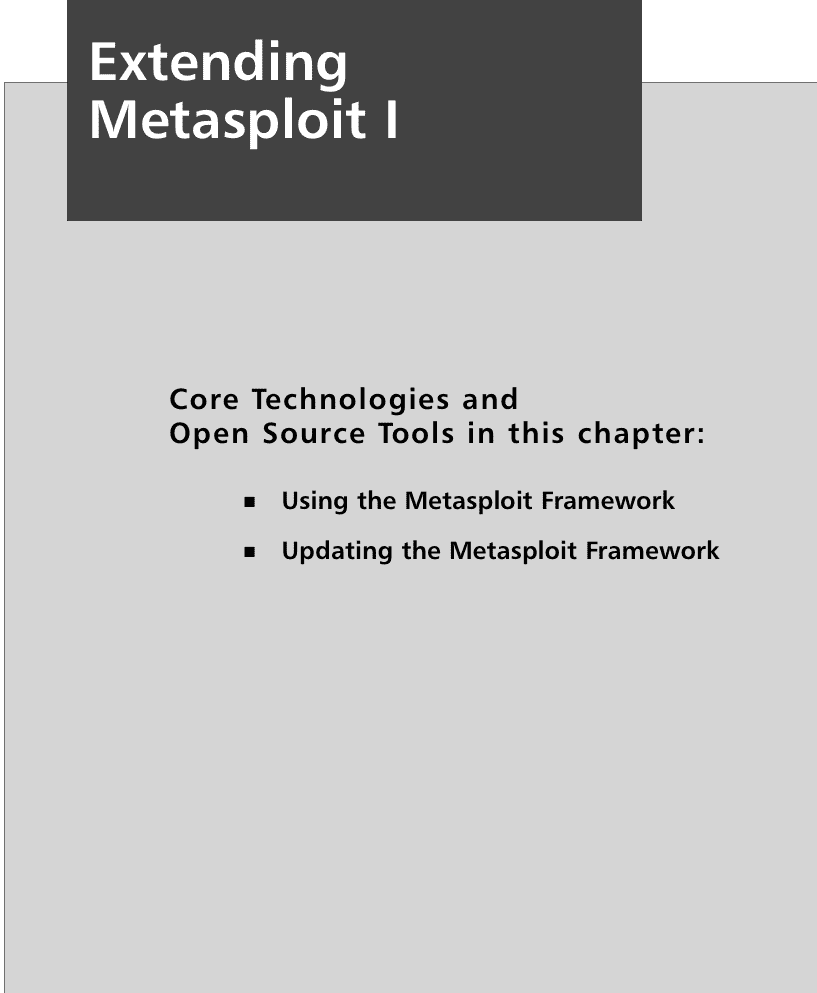 Extending
Metasploit I
Core Technologies and
Open Source Tools in this chapter:
■ Using the Metasploit Framework
■ Updating the Metasploit Framework